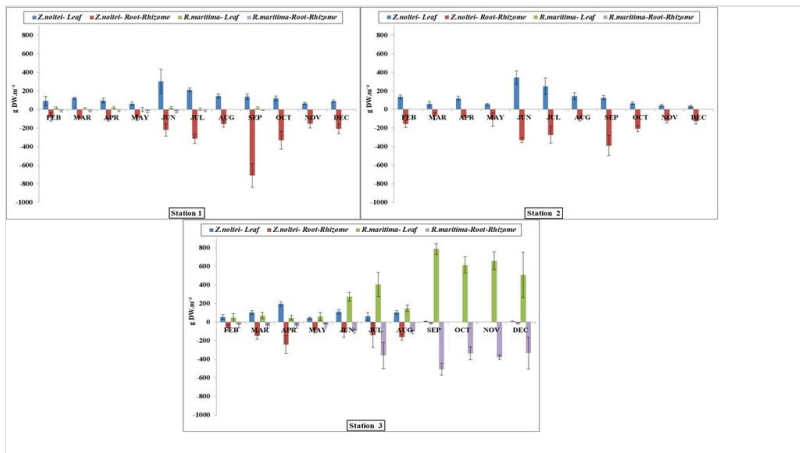 Z.noltei- Leaf Z.noltei- Root-Rhizome R.maritima- Leaf R.maritima-Root-Rhizome
800
600
400
200
0
-200
-400
-600
-800
-1000
g DW.m⁻²
FEB MAR APR MAY JUN JUL AUG SEP OCT NOV DEC
Station 1
Z.noltei- Leaf Z.noltei- Root-Rhizome R.maritima- Leaf R.maritima-Root-Rhizome
800
600
400
200
0
-200
-400
-600
-800
-1000
g DW.m⁻²
FEB MAR APR MAY JUN JUL AUG SEP OCT NOV DEC
Station 2
Z.noltei- Leaf Z.noltei- Root-Rhizome R.maritima- Leaf R.maritima-Root-Rhizome
800
600
400
200
0
-200
-400
-600
-800
-1000
g DW.m⁻²
FEB MAR APR MAY JUN JUL AUG SEP OCT NOV DEC
Station 3